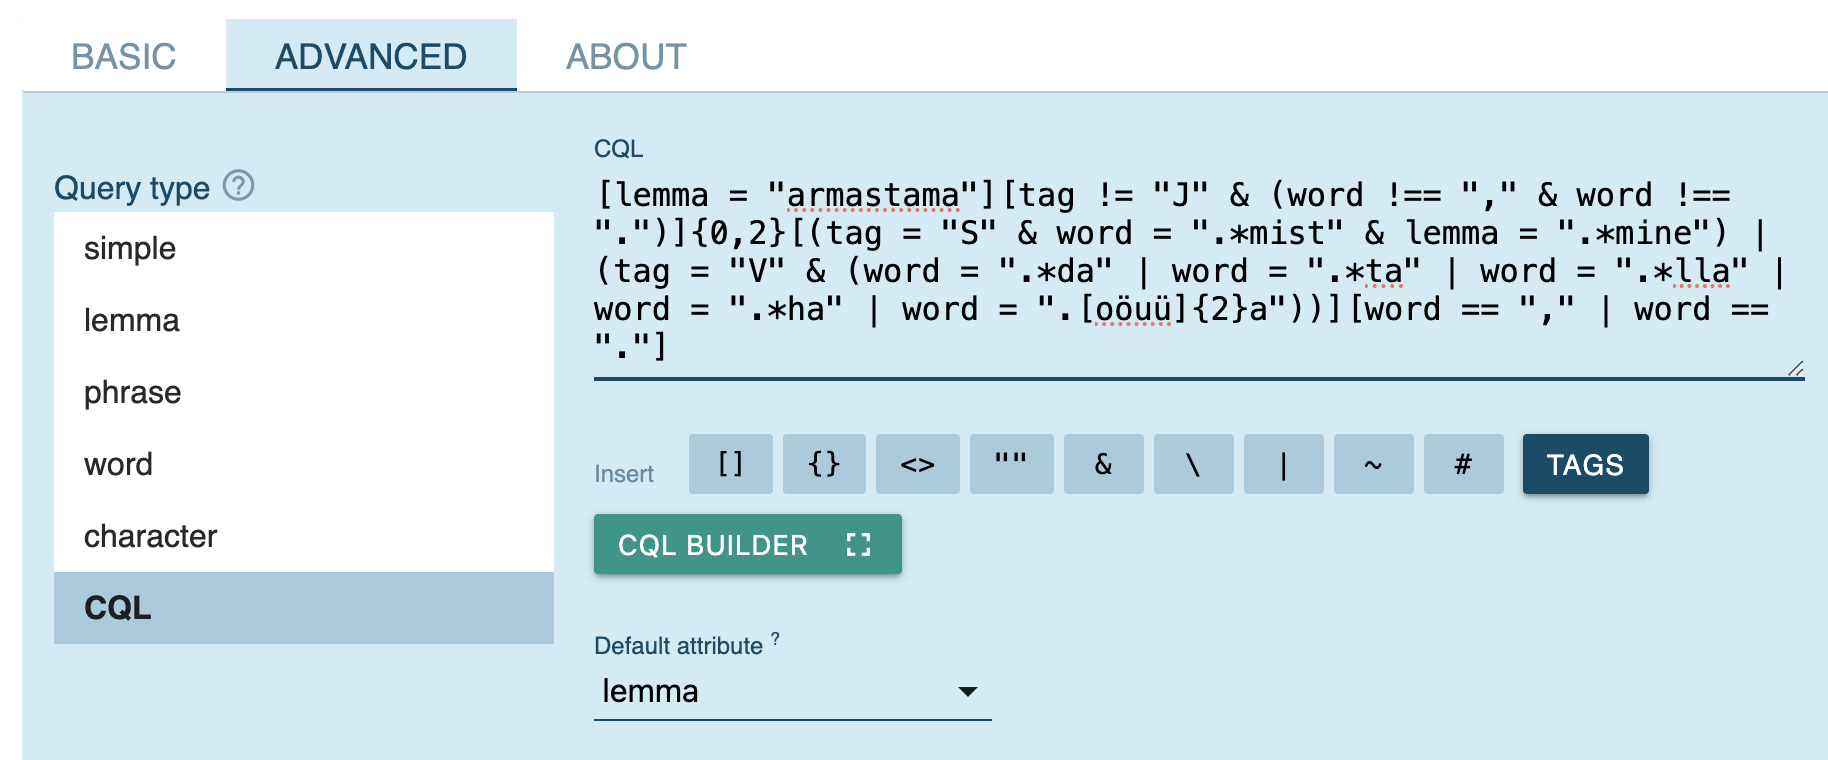 BASIC ADVANCED ABOUT
Query type ?
simple
lemma
phrase
word
character
CQL
CQL
[lemma = "armastama"][tag != "J" & (word !== "," & word !==
".")]{0,2}[(tag = "S" & word = ".*mist" & lemma = ".*mine") |
(tag = "V" & (word = ".*da" | word = ".*ta" | word = ".*lla" |
word = ".*ha" | word = ".[oöuü]{2}a"))][word == "," | word ==
"."]
Insert [] {} <> "" & \ | ~ # TAGS
CQL BUILDER
Default attribute ?
lemma